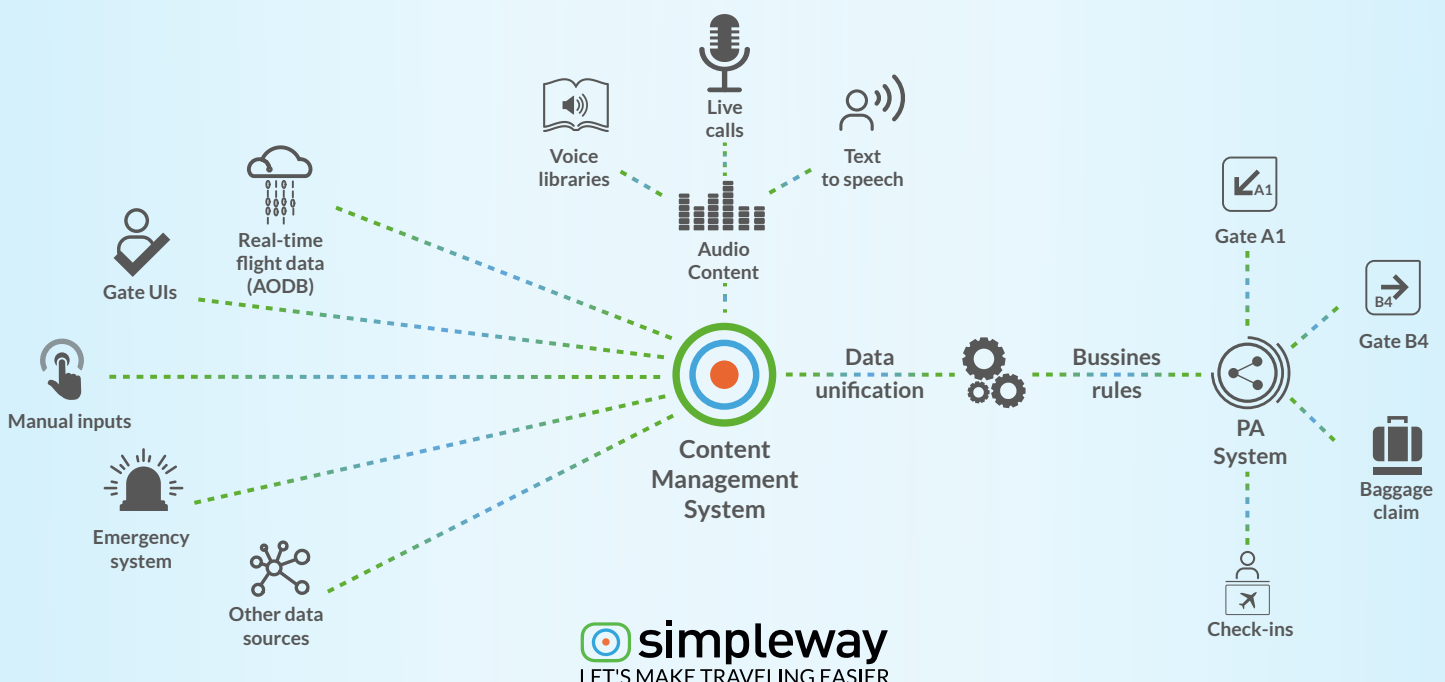 Live
calls
Voice
libraries
Text
to speech
A1
Gate A1
Real-time
flight data
(AODB)
Audio
Content
Gate UIs
B4
Gate B4
Data
unification
Bussines
rules
Manual inputs
PA
System
Content
Management
System
Baggage
claim
Emergency
system
Other data
sources
Check-ins
simpleway
LET'S MAKE TRAVELING EASIER